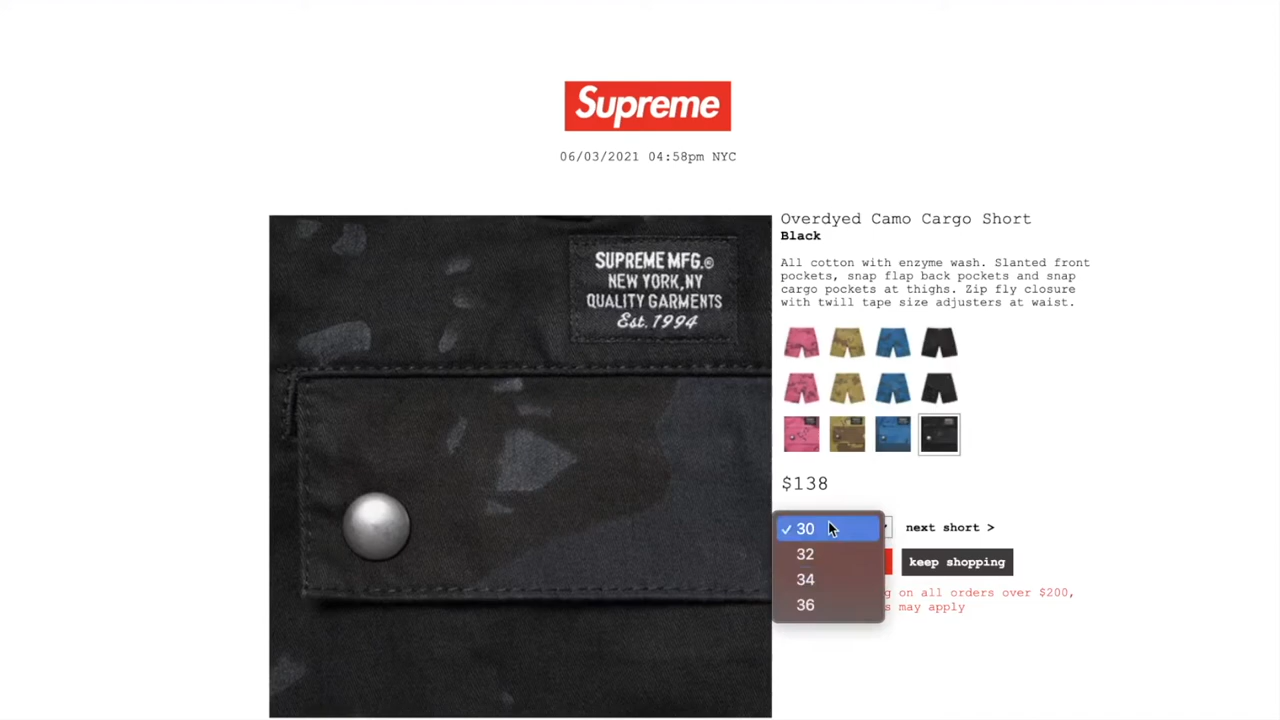 Supreme
06/03/2021 04:58pm NYC
SUPREME MFG.®
NEW YORK,NY
QUALITY GARMENTS
Est. 1994
Overdyed Camo Cargo Short
Black
All cotton with enzyme wash. Slanted front
pockets, snap flap back pockets and snap
cargo pockets at thighs. Zip fly closure
with twill tape size adjusters at waist.
$138
✓ 30
next short >
32
keep shopping
34
g on all orders over $200,
36
s may apply